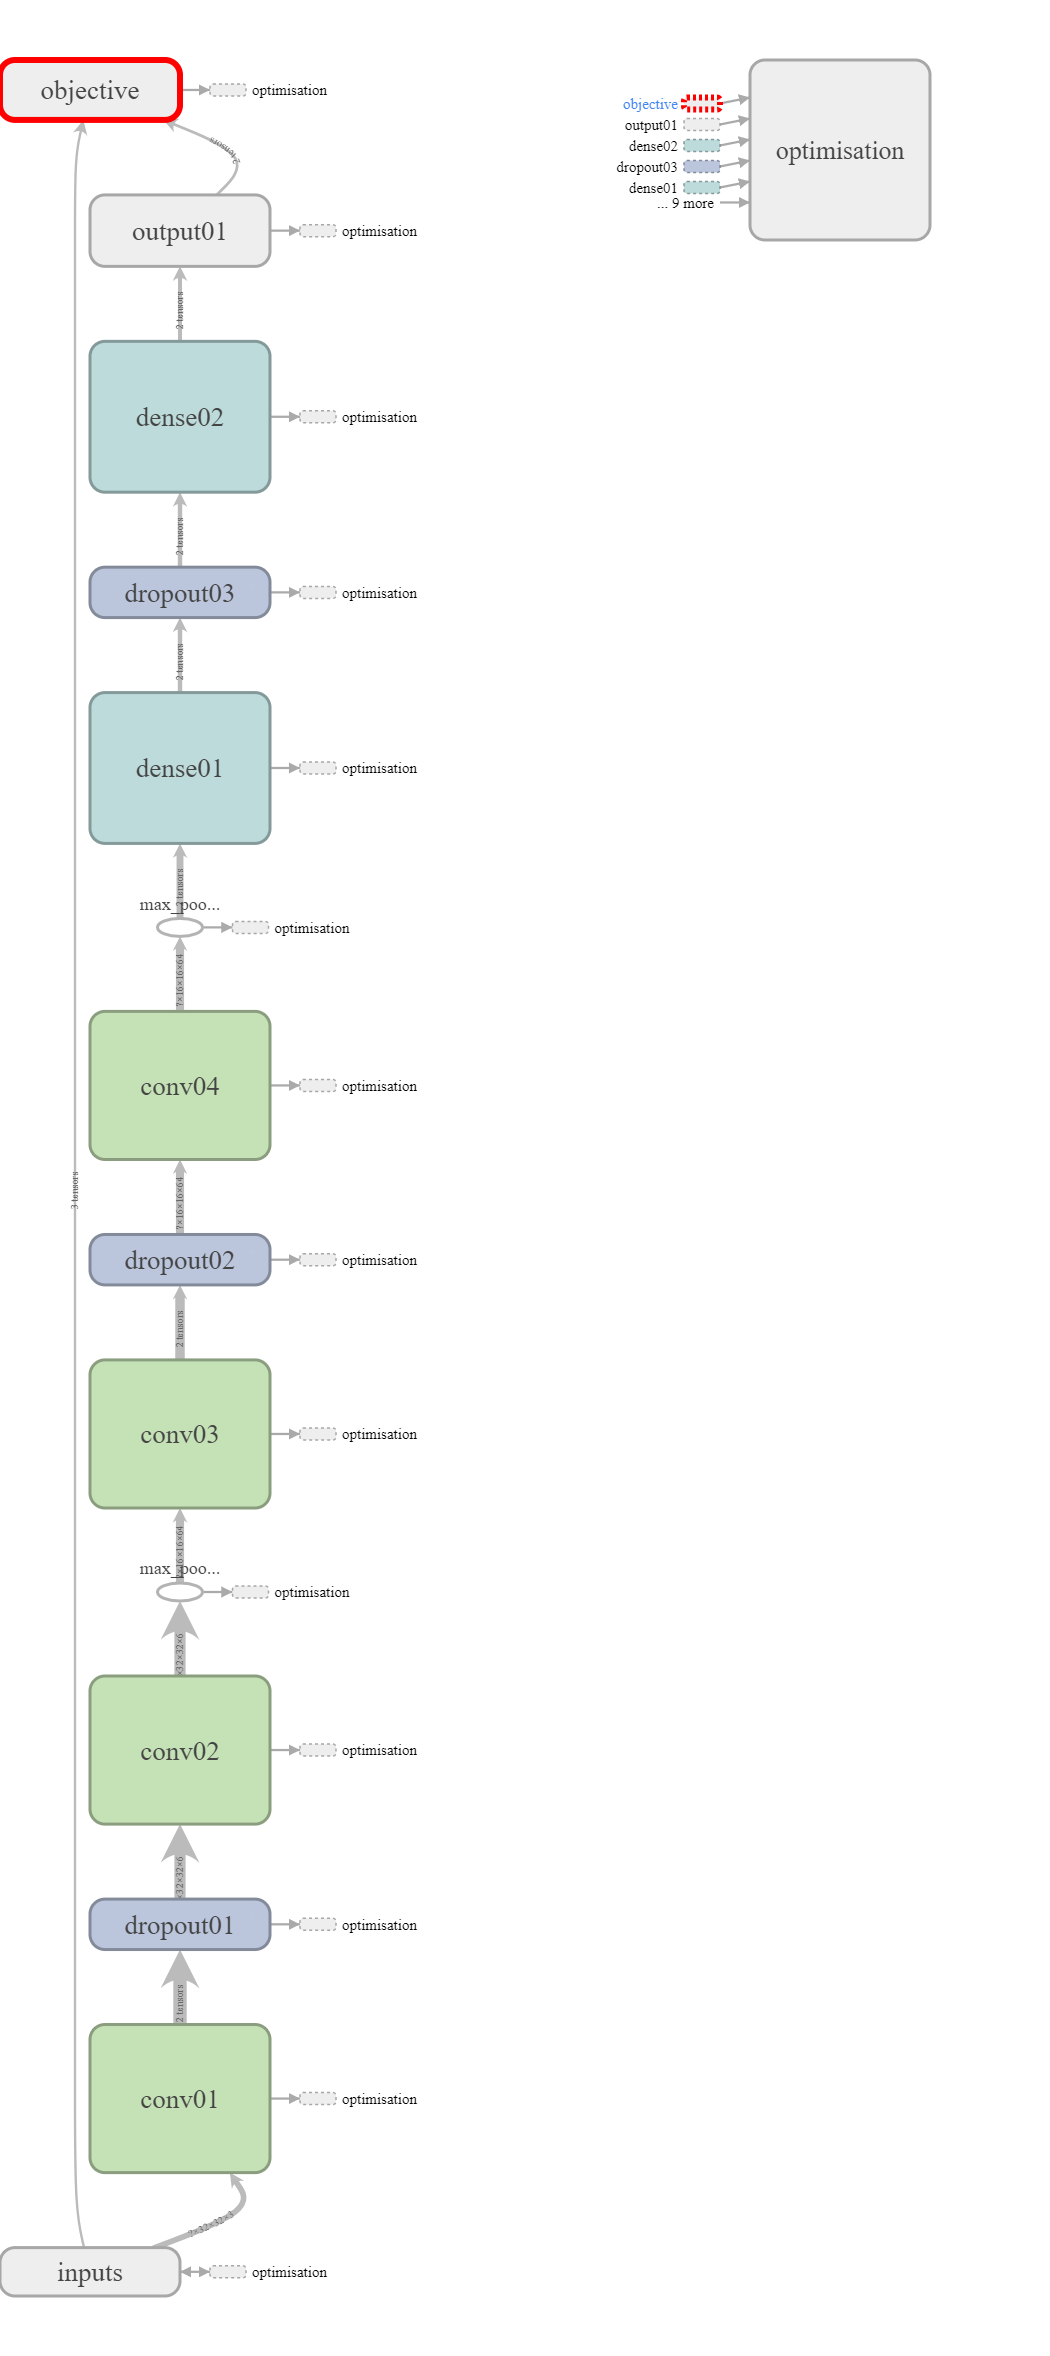 objective
optimisation
objective
output01
dense02
dropout03
dense01
... 9 more
optimisation
2 tensors
output01
optimisation
2 tensors
dense02
optimisation
2 tensors
dropout03
optimisation
2 tensors
dense01
optimisation
2 tensors
max_poo...
optimisation
?×16×16×64
conv04
optimisation
3 tensors
?×16×16×64
dropout02
optimisation
2 tensors
conv03
optimisation
?×16×16×64
max_poo...
optimisation
×32×32×6
conv02
optimisation
×32×32×6
dropout01
optimisation
2 tensors
conv01
optimisation
?×32×32×3
inputs
optimisation